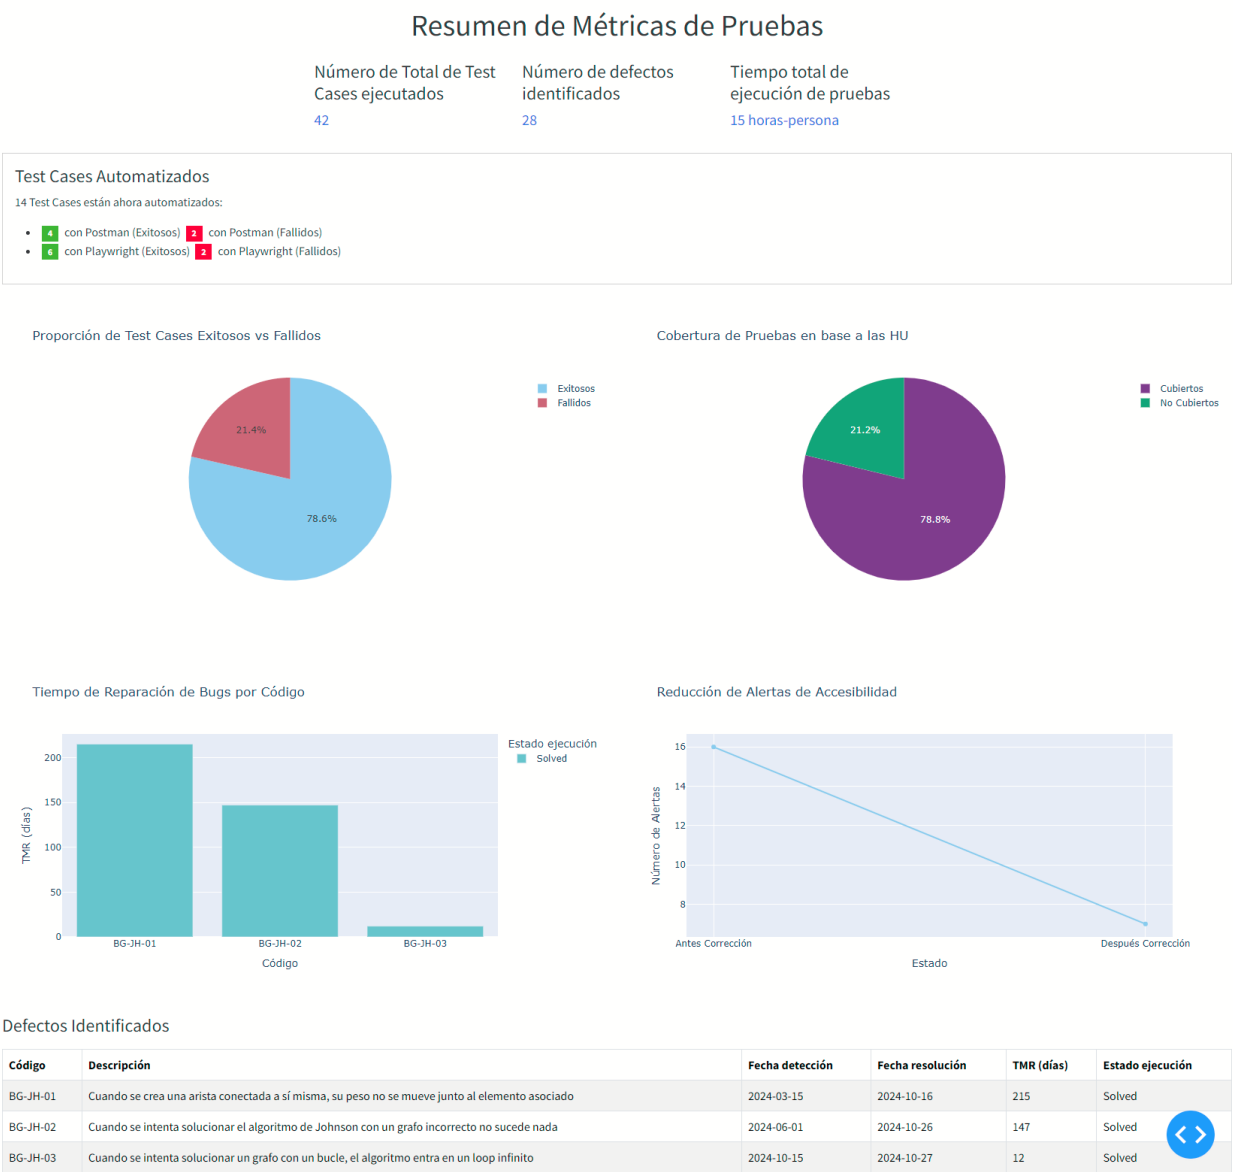 Resumen de Métricas de Pruebas
Número de Total de Test
Cases ejecutados
42
Número de defectos
identificados
28
Tiempo total de
ejecución de pruebas
15 horas-persona
Test Cases Automatizados
14 Test Cases están ahora automatizados:
4 con Postman (Exitosos) 2 con Postman (Fallidos)
6 con Playwright (Exitosos) 2 con Playwright (Fallidos)
Proporción de Test Cases Exitosos vs Fallidos
Exitosos
Fallidos
21.4%
78.6%
Cobertura de Pruebas en base a las HU
Cubiertos
No Cubiertos
21.2%
78.8%
Tiempo de Reparación de Bugs por Código
Estado ejecución
Solved
TMR (días)
200
150
100
50
0
BG-JH-01 BG-JH-02 BG-JH-03
Código
Reducción de Alertas de Accesibilidad
Número de Alertas
16
14
12
10
8
Antes Corrección Después Corrección
Estado
Defectos Identificados
Código Descripción Fecha detección Fecha resolución TMR (días) Estado ejecución
BG-JH-01 Cuando se crea una arista conectada a sí misma, su peso no se mueve junto al elemento asociado 2024-03-15 2024-10-16 215 Solved
BG-JH-02 Cuando se intenta solucionar el algoritmo de Johnson con un grafo incorrecto no sucede nada 2024-06-01 2024-10-26 147 Solved
BG-JH-03 Cuando se intenta solucionar un grafo con un bucle, el algoritmo entra en un loop infinito 2024-10-15 2024-10-27 12 Solved